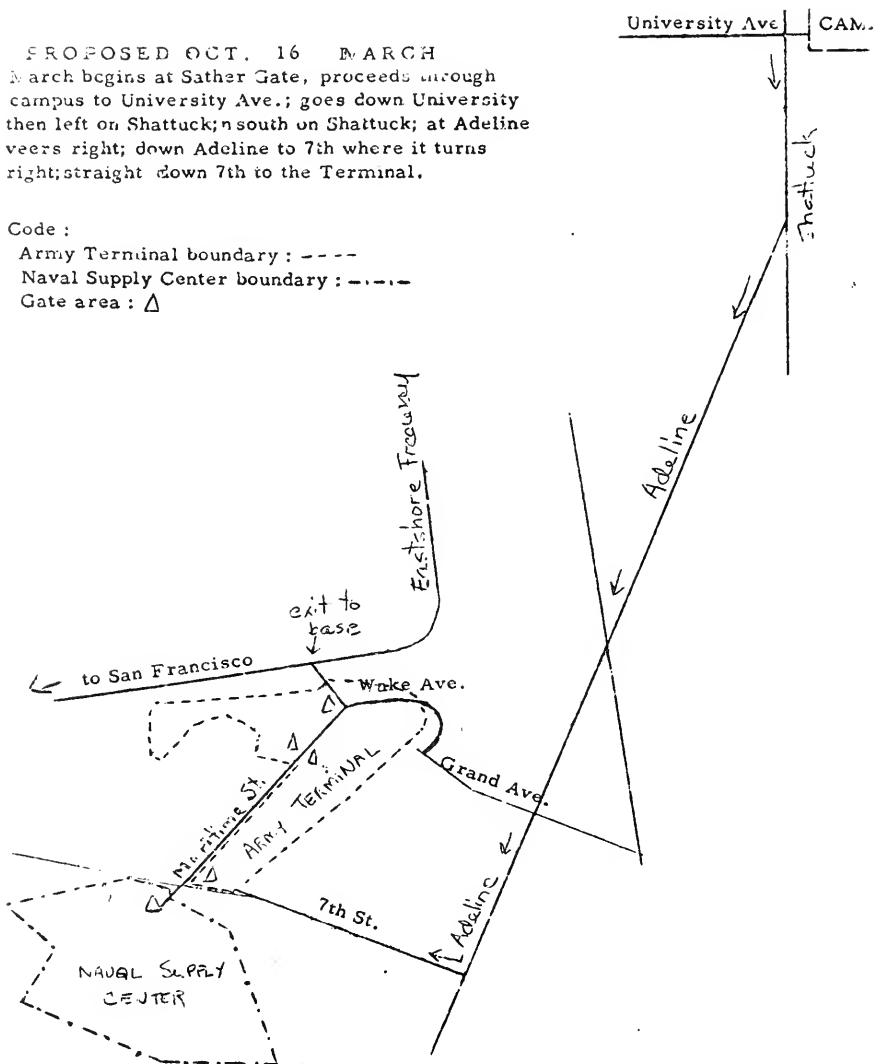 PROPOSED OCT. 16 MARCH
March begins at Sather Gate, proceeds through
campus to University Ave.; goes down University
then left on Shattuck;n south on Shattuck; at Adeline
veers right; down Adeline to 7th where it turns
right;straight down 7th to the Terminal.
Code :
Army Terminal boundary : ----
Naval Supply Center boundary : -.-.-
Gate area : Δ
University Ave
CAM.
Shattuck
Adeline
Eastshore Freeway
exit to
base
to San Francisco
Wake Ave.
Grand Ave.
Maritime St.
ARMY TERMINAL
7th St.
Adeline
NAVAL SUPPLY
CENTER